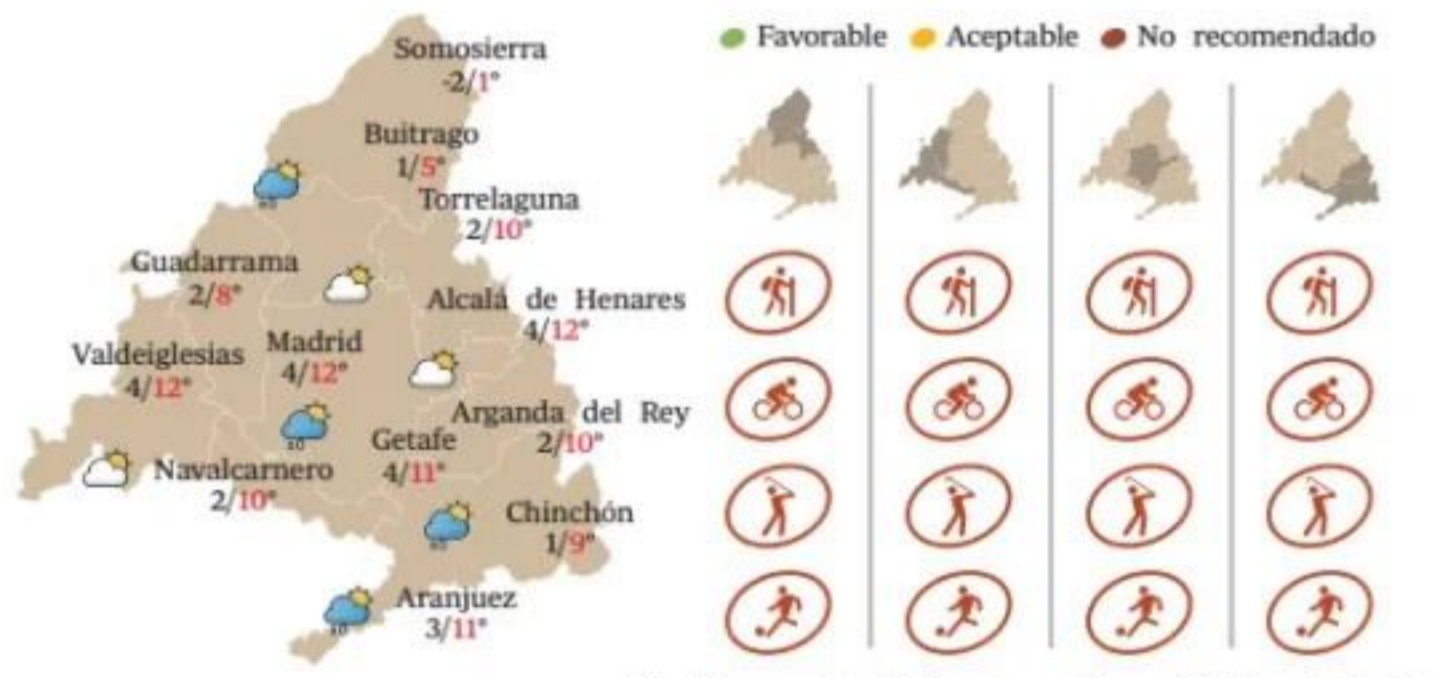 Somosierra
-2/1°
Buitrago
1/5°
Torrelaguna
2/10°
Guadarrama
2/8°
Alcalá de Henares
4/12°
Madrid
4/12°
Valdeiglesias
4/12°
Arganda del Rey
2/10°
Getafe
4/11°
Navalcarnero
2/10°
Chinchón
1/9°
Aranjuez
3/11°
Favorable Aceptable No recomendado